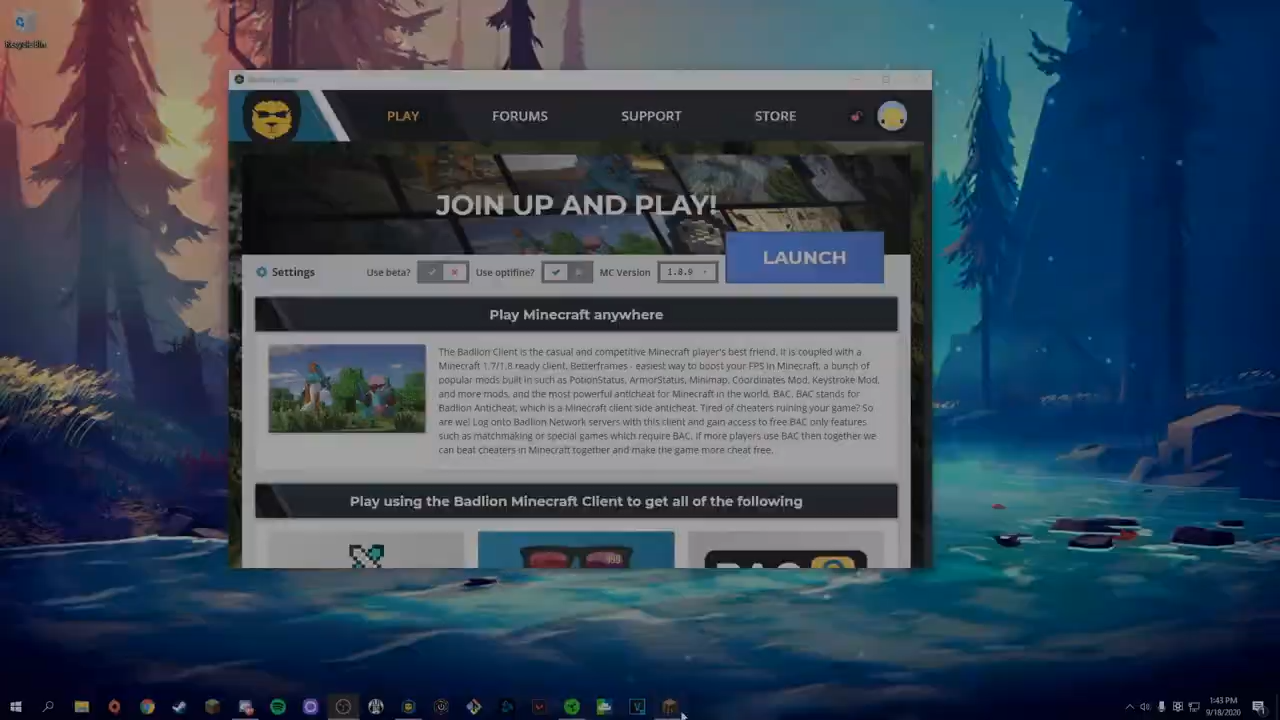 Recycle Bin
Badlion Client
PLAY
FORUMS
SUPPORT
STORE
JOIN UP AND PLAY!
LAUNCH
Settings
Use beta?
Use optifine?
MC Version
1.8.9
Play Minecraft anywhere
The Badlion Client is the casual and competitive Minecraft player's best friend. It is coupled with a
Minecraft 1.7/1.8 ready client, Betterframes - easiest way to boost your FPS in Minecraft, a bunch of
popular mods built in such as PotionStatus, ArmorStatus, Minimap, Coordinates Mod, Keystroke Mod,
and more mods, and the most powerful anticheat for Minecraft in the world, BAC. BAC stands for
Badlion Anticheat, which is a Minecraft client side anticheat. Tired of cheaters ruining your game? So
are we! Log onto Badlion Network servers with this client and gain access to free BAC only features
such as matchmaking or special games which require BAC. If more players use BAC then together we
can beat cheaters in Minecraft together and make the game more cheat free.
Play using the Badlion Minecraft Client to get all of the following
1:43 PM
9/18/2020